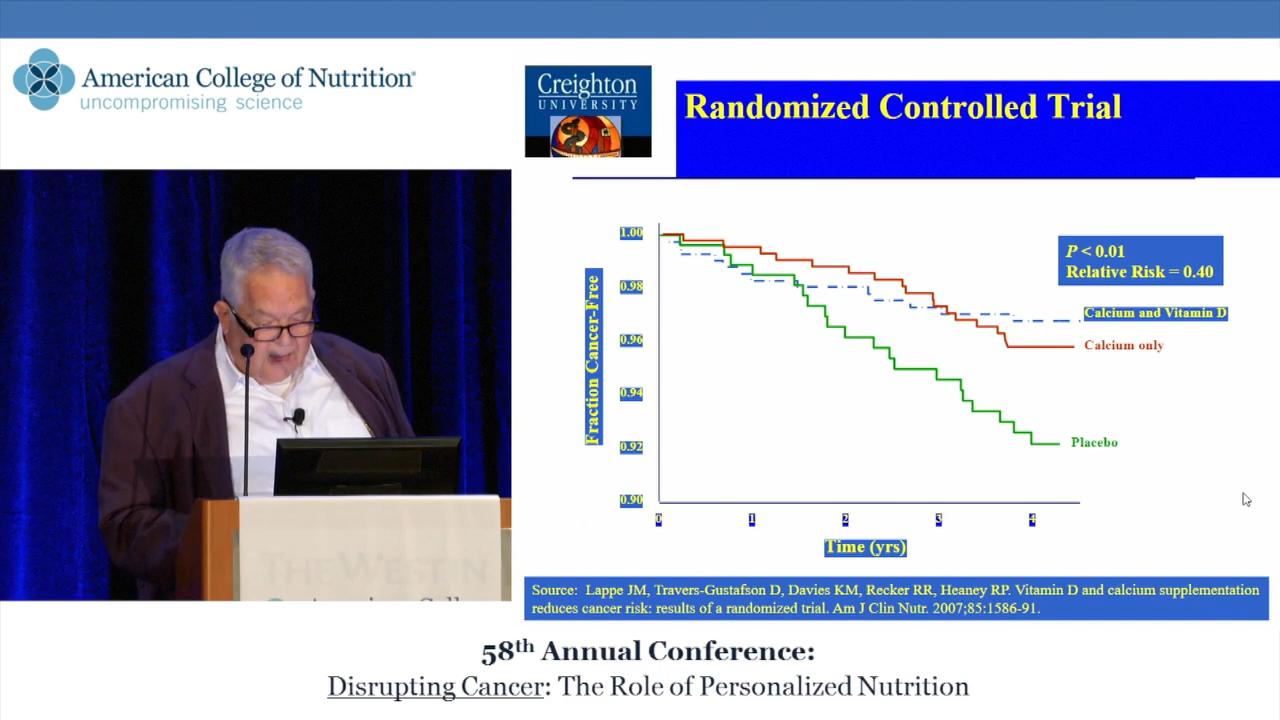 American College of Nutrition®
uncompromising science
Creighton
UNIVERSITY
Randomized Controlled Trial
1.00
0.98
0.96
0.94
0.92
0.90
Fraction Cancer-Free
P < 0.01
Relative Risk = 0.40
Calcium and Vitamin D
Calcium only
Placebo
0 1 2 3 4
Time (yrs)
Source: Lappe JM, Travers-Gustafson D, Davies KM, Recker RR, Heaney RP. Vitamin D and calcium supplementation
reduces cancer risk: results of a randomized trial. Am J Clin Nutr. 2007;85:1586-91.
THE WESTIN
American Colle
58th Annual Conference:
Disrupting Cancer: The Role of Personalized Nutrition